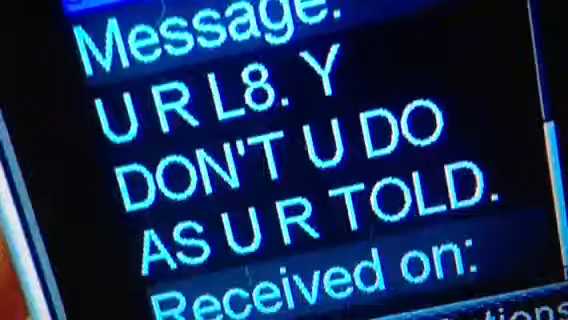 Message:
U R L8. Y
DON'T U DO
AS U R TOLD.
Received on: